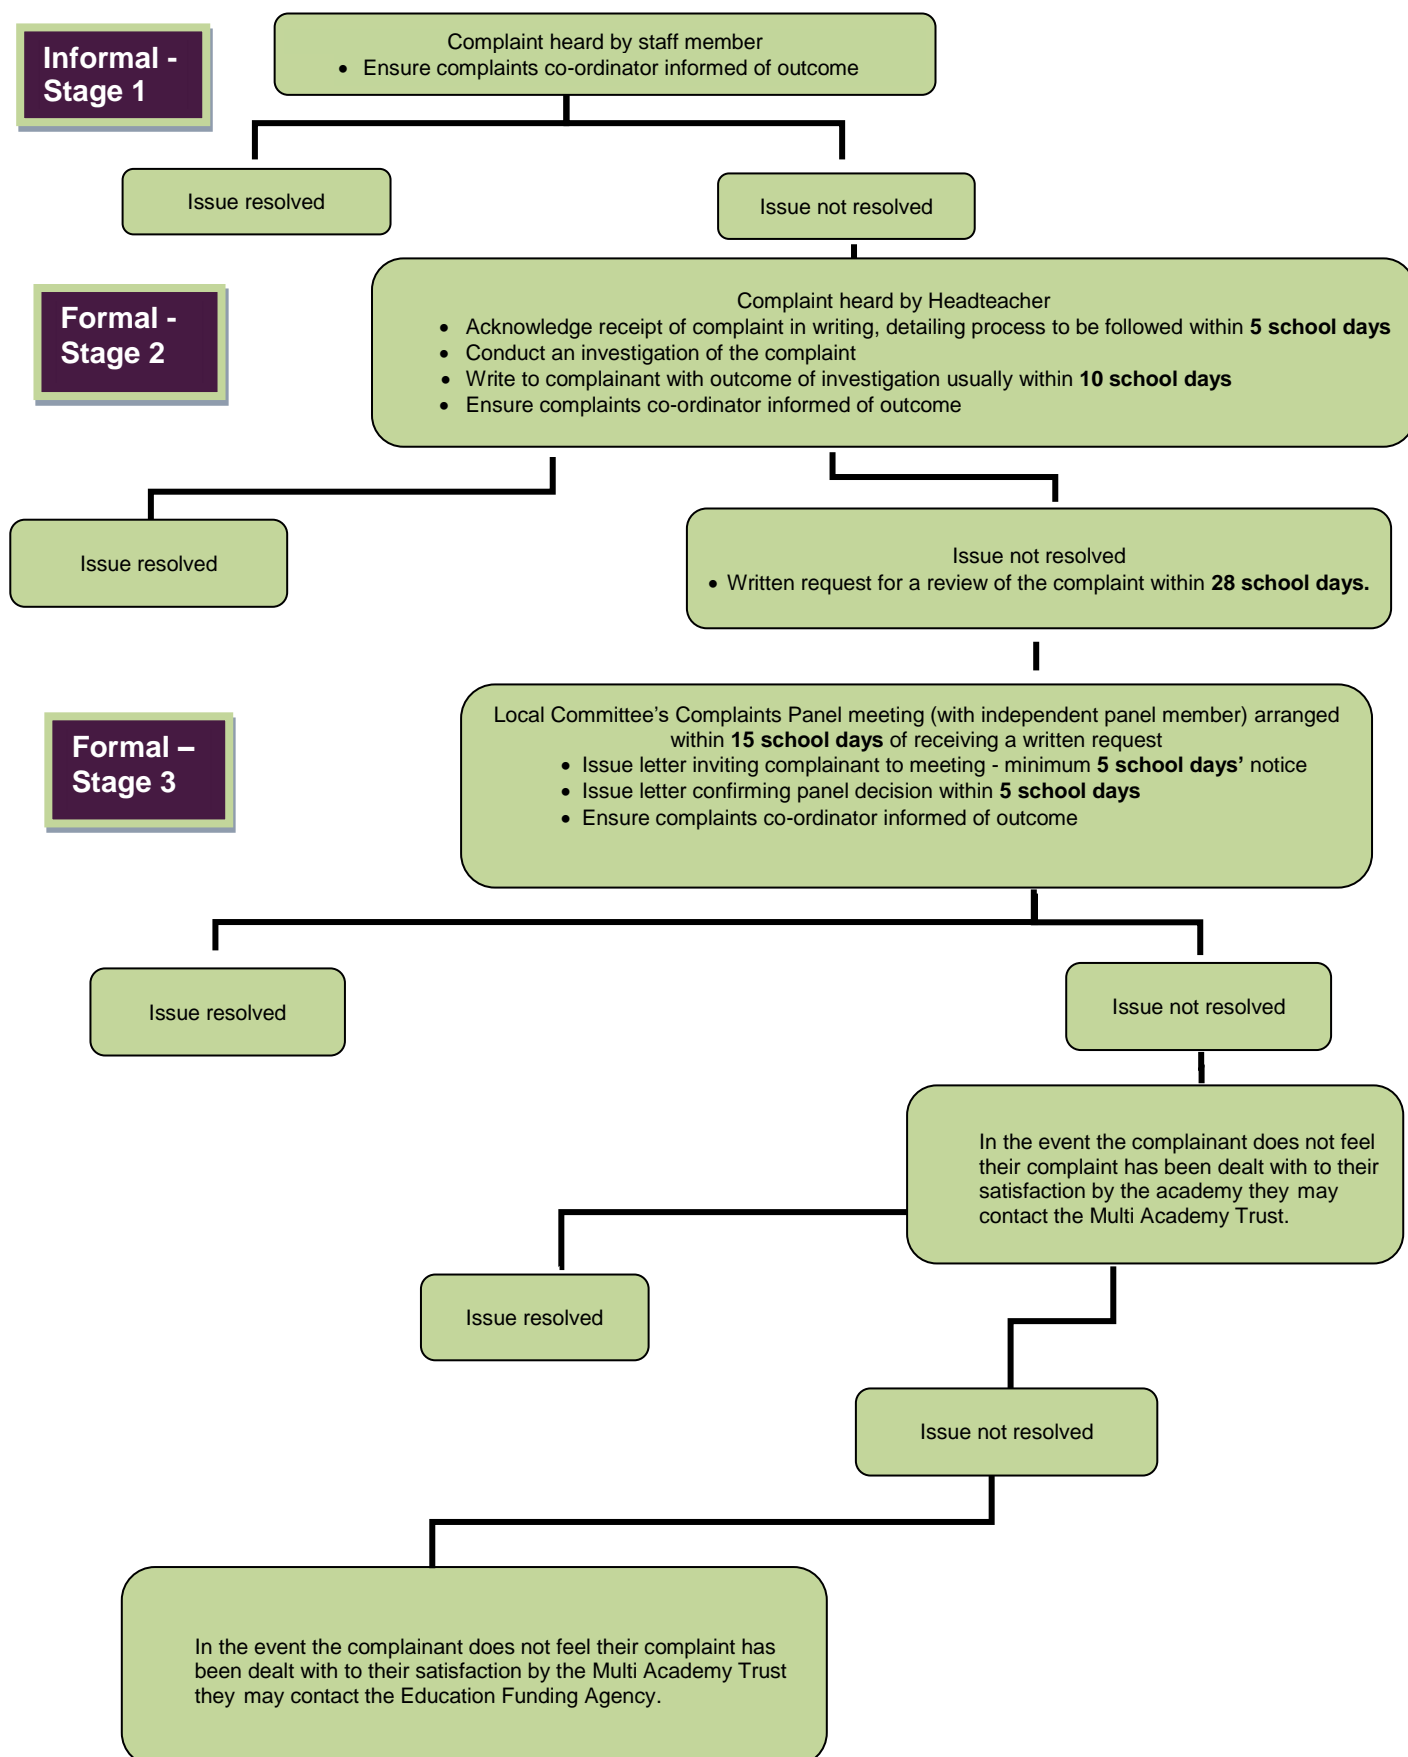 Informal -
Stage 1
Complaint heard by staff member
• Ensure complaints co-ordinator informed of outcome
Issue resolved
Issue not resolved
Formal -
Stage 2
Complaint heard by Headteacher
• Acknowledge receipt of complaint in writing, detailing process to be followed within 5 school days
• Conduct an investigation of the complaint
• Write to complainant with outcome of investigation usually within 10 school days
• Ensure complaints co-ordinator informed of outcome
Issue resolved
Issue not resolved
• Written request for a review of the complaint within 28 school days.
Formal –
Stage 3
Local Committee’s Complaints Panel meeting (with independent panel member) arranged
within 15 school days of receiving a written request
• Issue letter inviting complainant to meeting - minimum 5 school days’ notice
• Issue letter confirming panel decision within 5 school days
• Ensure complaints co-ordinator informed of outcome
Issue resolved
Issue not resolved
In the event the complainant does not feel
their complaint has been dealt with to their
satisfaction by the academy they may
contact the Multi Academy Trust.
Issue resolved
Issue not resolved
In the event the complainant does not feel their complaint has
been dealt with to their satisfaction by the Multi Academy Trust
they may contact the Education Funding Agency.